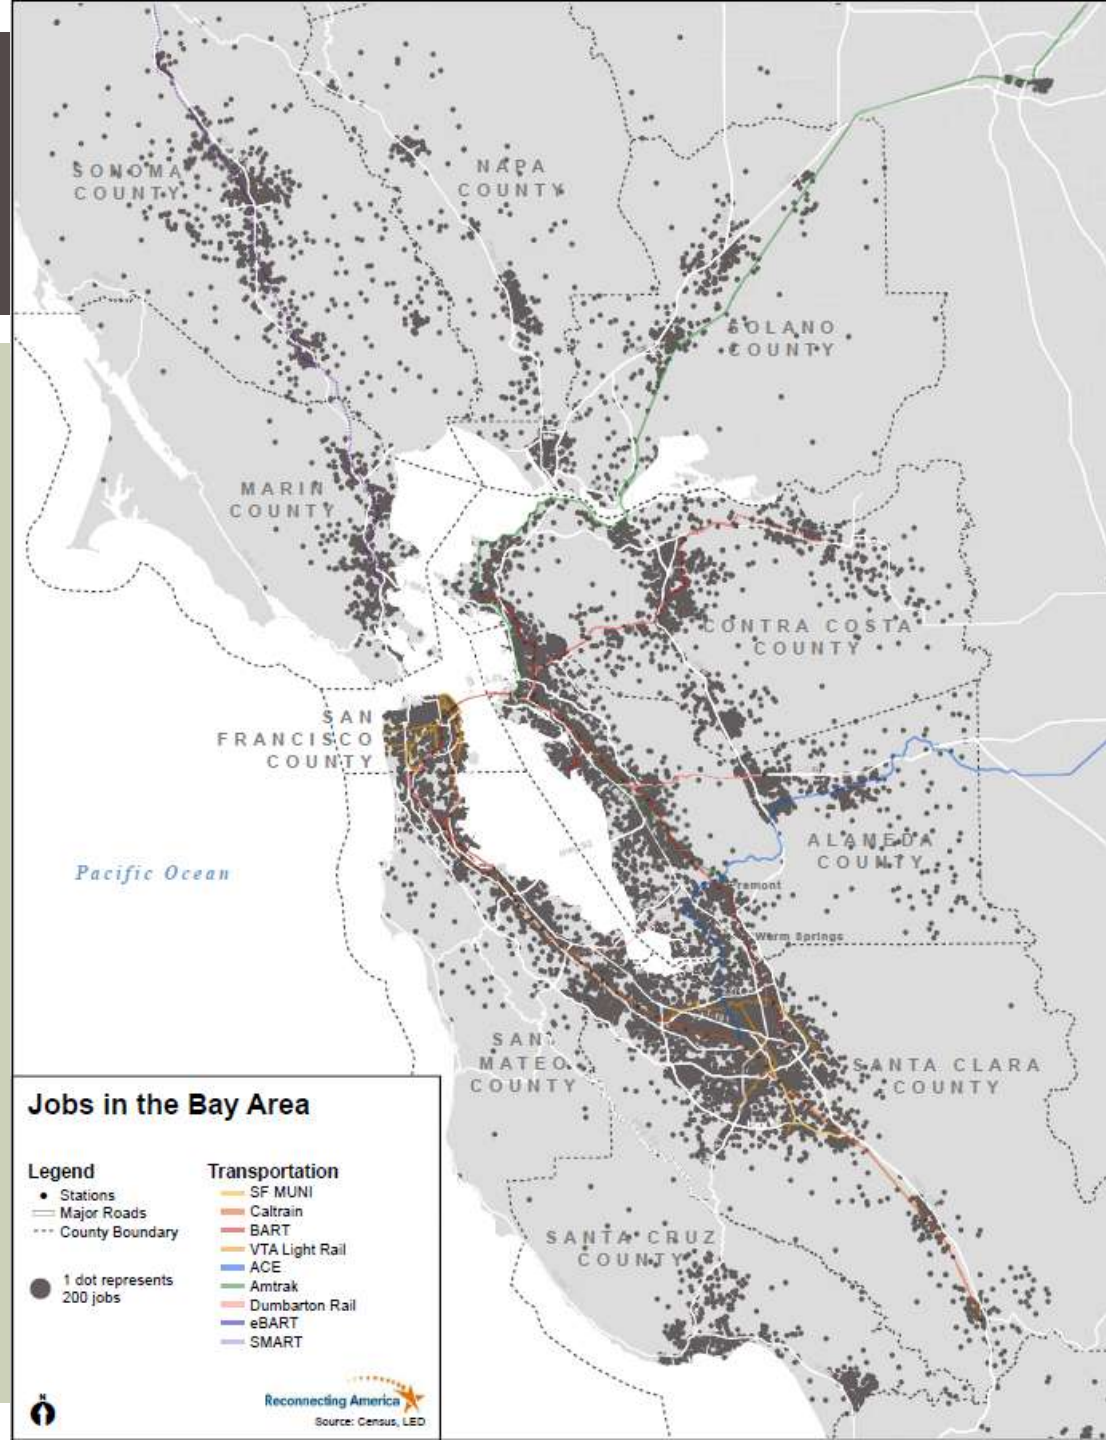 SONOMA
COUNTY
NAPA
COUNTY
SOLANO
COUNTY
MARIN
COUNTY
CONTRA COSTA
COUNTY
SAN
FRANCISCO
COUNTY
ALAMEDA
COUNTY
Pacific Ocean
Fremont
Warm Springs
SAN
MATEO
COUNTY
SANTA CLARA
COUNTY
SANTA CRUZ
COUNTY
Jobs in the Bay Area
Legend
Stations
Major Roads
County Boundary
1 dot represents
200 jobs
Transportation
SF MUNI
Caltrain
BART
VTA Light Rail
ACE
Amtrak
Dumbarton Rail
eBART
SMART
N
Reconnecting America
Source: Census, LED